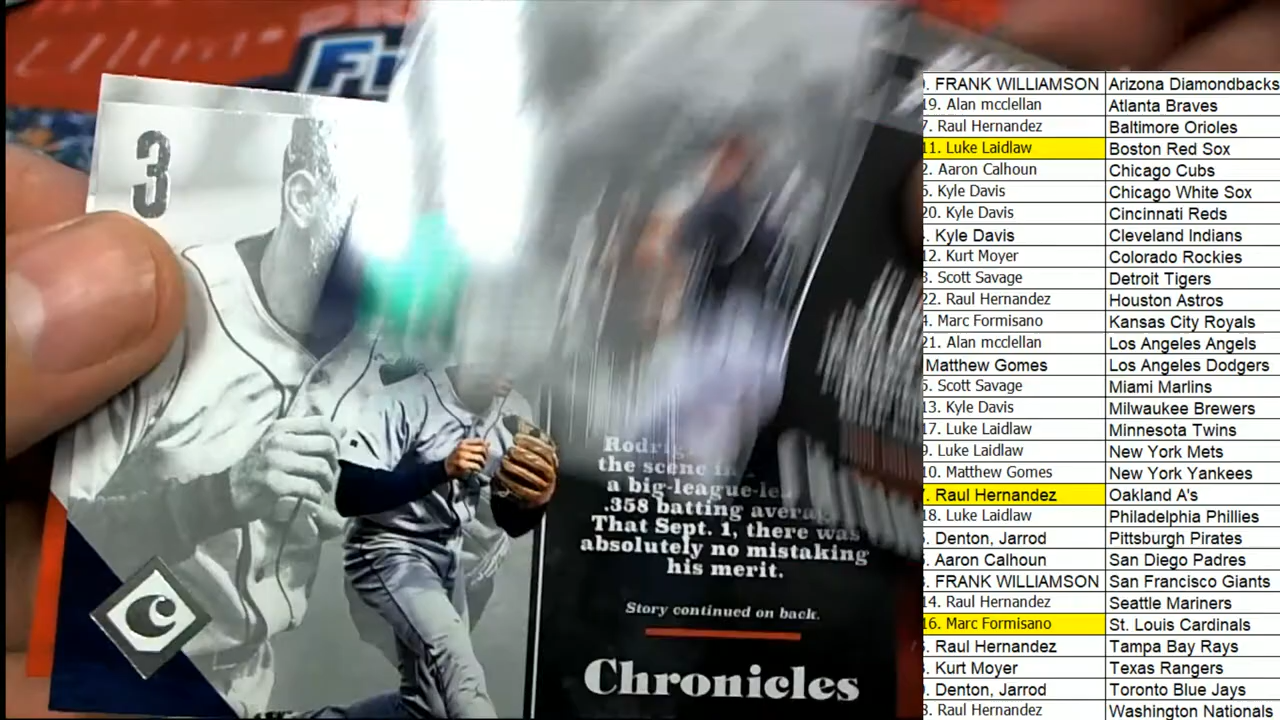 3
Rodrig
the scene in
a big-league-le
.358 batting avera
That Sept. 1, there was
absolutely no mistaking
his merit.
Story continued on back.
Chronicles
C
. FRANK WILLIAMSON Arizona Diamondbacks
19. Alan mcclellan Atlanta Braves
7. Raul Hernandez Baltimore Orioles
11. Luke Laidlaw Boston Red Sox
2. Aaron Calhoun Chicago Cubs
5. Kyle Davis Chicago White Sox
20. Kyle Davis Cincinnati Reds
. Kyle Davis Cleveland Indians
12. Kurt Moyer Colorado Rockies
3. Scott Savage Detroit Tigers
22. Raul Hernandez Houston Astros
4. Marc Formisano Kansas City Royals
21. Alan mcclellan Los Angeles Angels
Matthew Gomes Los Angeles Dodgers
5. Scott Savage Miami Marlins
13. Kyle Davis Milwaukee Brewers
17. Luke Laidlaw Minnesota Twins
9. Luke Laidlaw New York Mets
10. Matthew Gomes New York Yankees
7. Raul Hernandez Oakland A's
18. Luke Laidlaw Philadelphia Phillies
. Denton, Jarrod Pittsburgh Pirates
. Aaron Calhoun San Diego Padres
. FRANK WILLIAMSON San Francisco Giants
14. Raul Hernandez Seattle Mariners
16. Marc Formisano St. Louis Cardinals
. Raul Hernandez Tampa Bay Rays
. Kurt Moyer Texas Rangers
. Denton, Jarrod Toronto Blue Jays
8. Raul Hernandez Washington Nationals